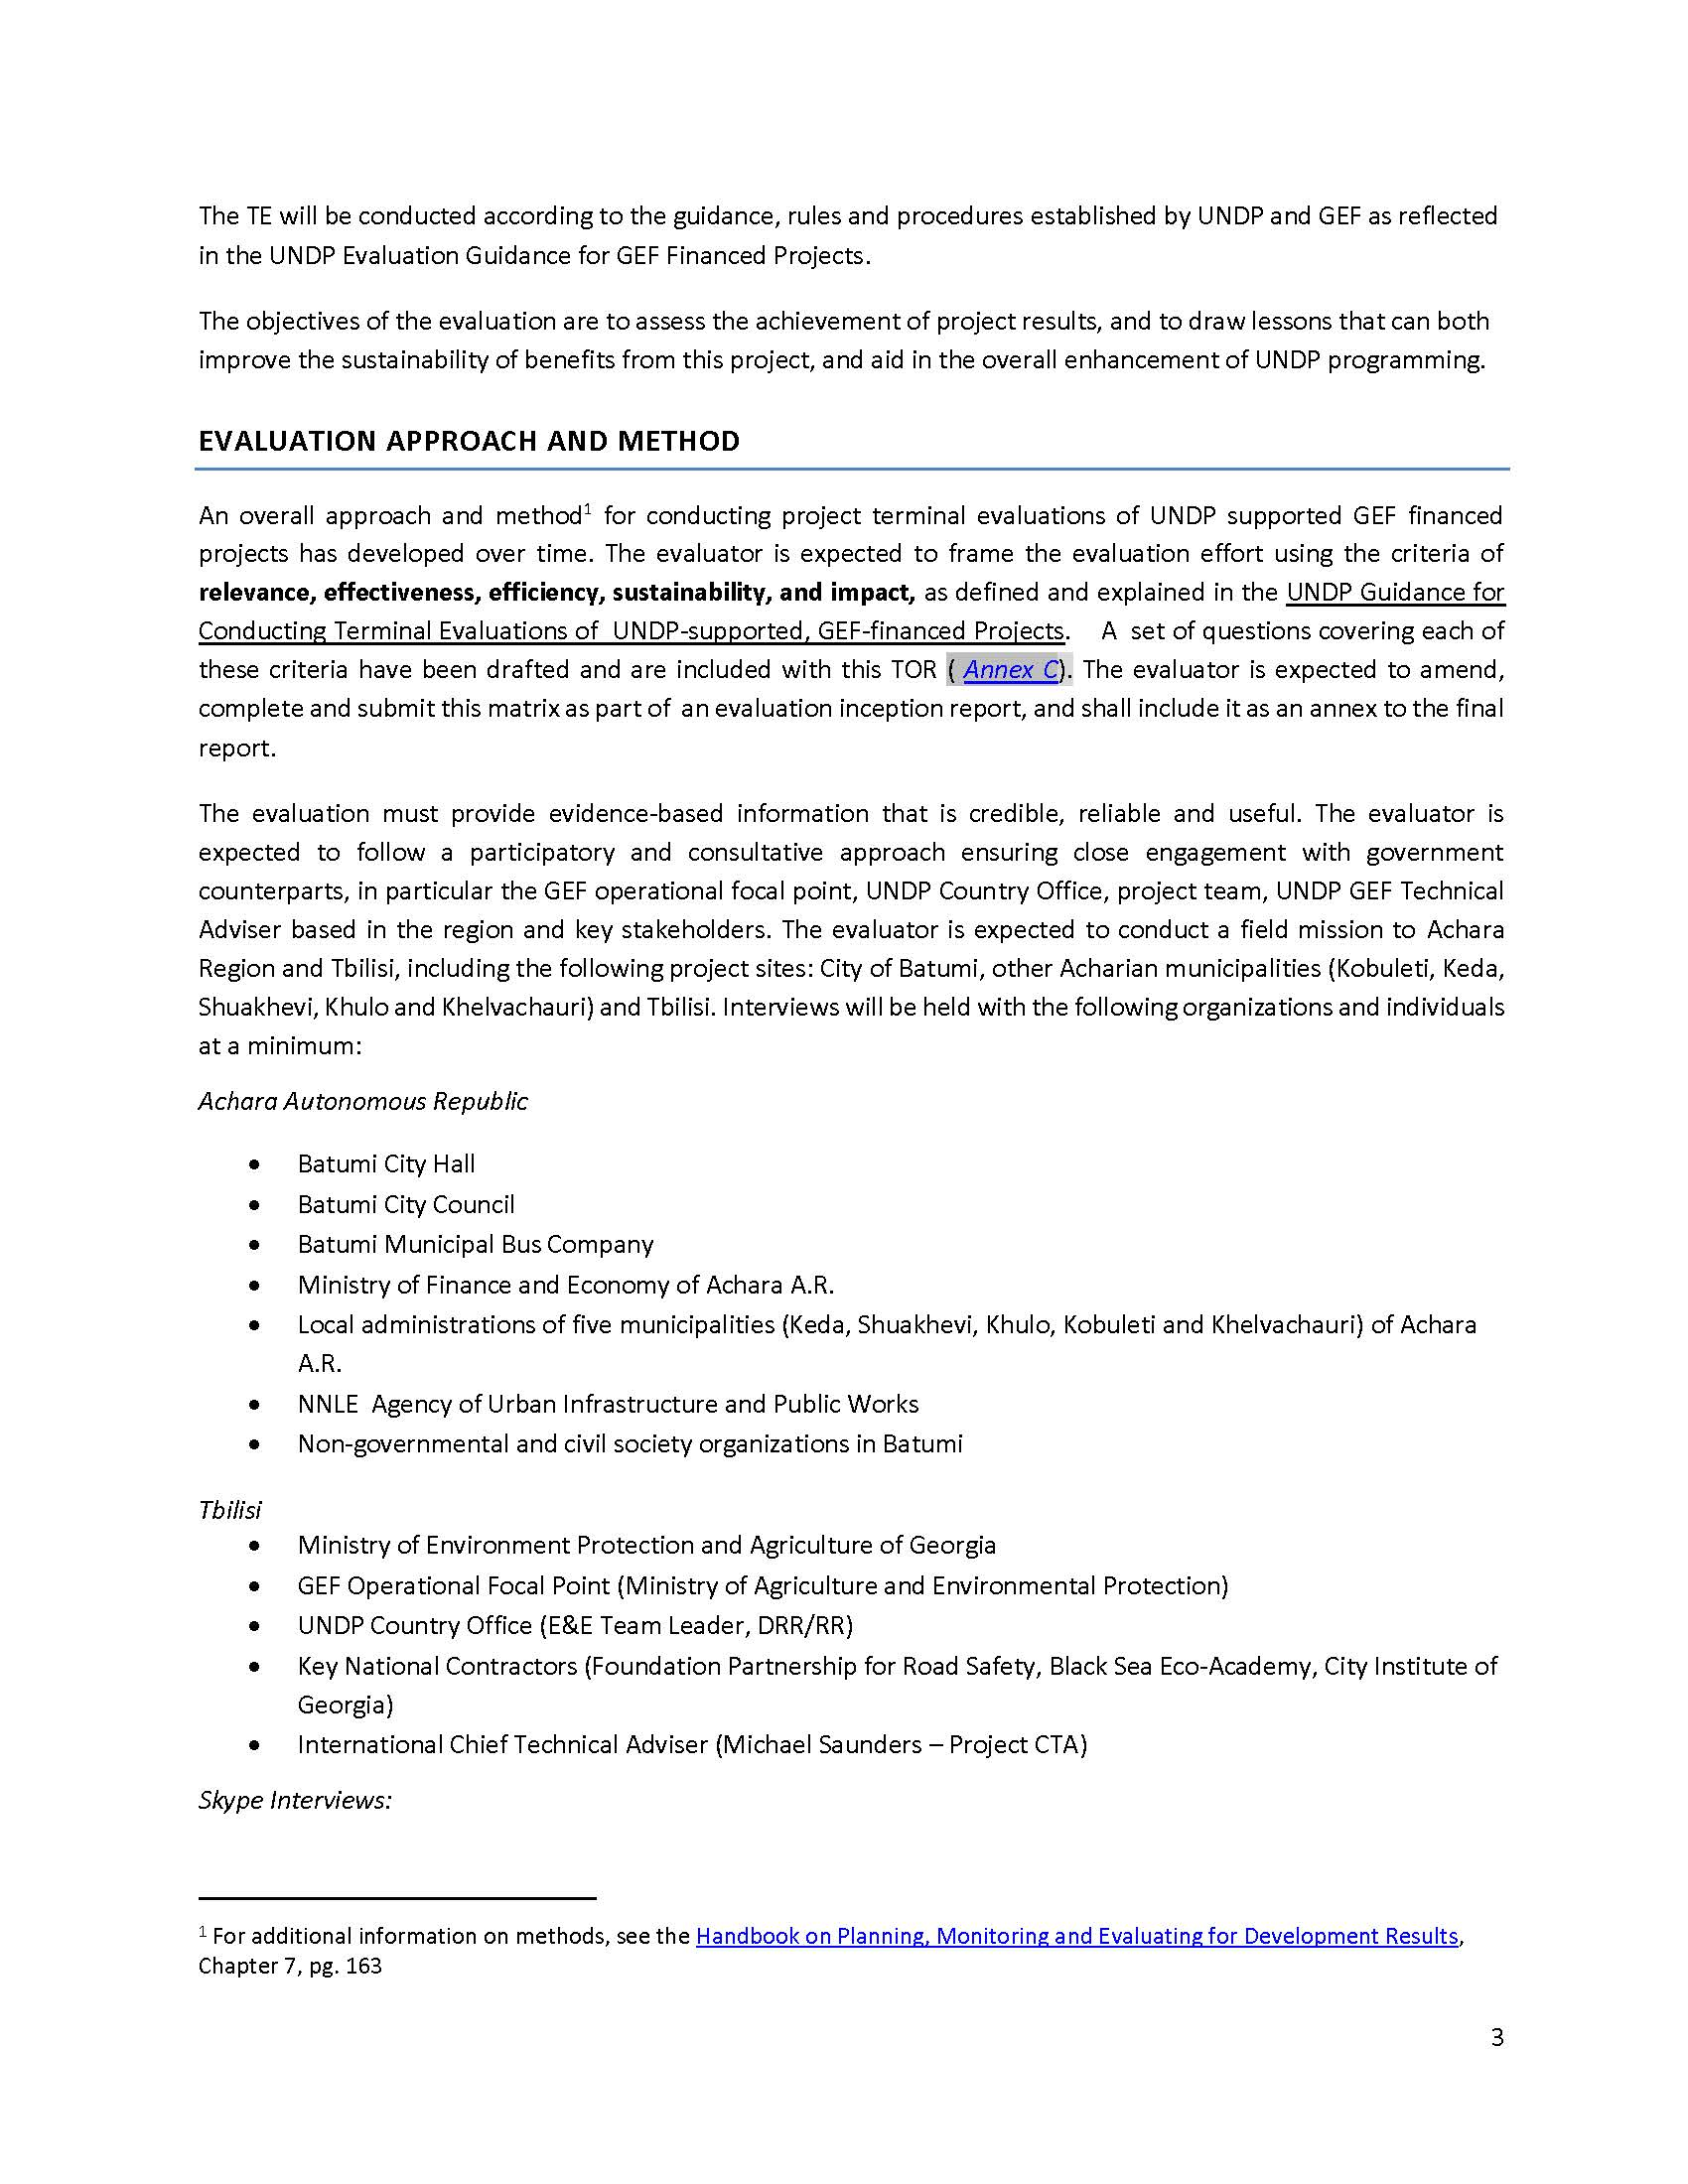 The TE will be conducted according to the guidance, rules and procedures established by UNDP and GEF as reflected
in the UNDP Evaluation Guidance for GEF Financed Projects.
The objectives of the evaluation are to assess the achievement of project results, and to draw lessons that can both
improve the sustainability of benefits from this project, and aid in the overall enhancement of UNDP programming.
EVALUATION APPROACH AND METHOD
An overall approach and method1 for conducting project terminal evaluations of UNDP supported GEF financed
projects has developed over time. The evaluator is expected to frame the evaluation effort using the criteria of
relevance, effectiveness, efficiency, sustainability, and impact, as defined and explained in the UNDP Guidance for
Conducting Terminal Evaluations of UNDP-supported, GEF-financed Projects. A set of questions covering each of
these criteria have been drafted and are included with this TOR ( Annex C). The evaluator is expected to amend,
complete and submit this matrix as part of an evaluation inception report, and shall include it as an annex to the final
report.
The evaluation must provide evidence-based information that is credible, reliable and useful. The evaluator is
expected to follow a participatory and consultative approach ensuring close engagement with government
counterparts, in particular the GEF operational focal point, UNDP Country Office, project team, UNDP GEF Technical
Adviser based in the region and key stakeholders. The evaluator is expected to conduct a field mission to Achara
Region and Tbilisi, including the following project sites: City of Batumi, other Acharian municipalities (Kobuleti, Keda,
Shuakhevi, Khulo and Khelvachauri) and Tbilisi. Interviews will be held with the following organizations and individuals
at a minimum:
Achara Autonomous Republic
• Batumi City Hall
• Batumi City Council
• Batumi Municipal Bus Company
• Ministry of Finance and Economy of Achara A.R.
• Local administrations of five municipalities (Keda, Shuakhevi, Khulo, Kobuleti and Khelvachauri) of Achara
A.R.
• NNLE Agency of Urban Infrastructure and Public Works
• Non-governmental and civil society organizations in Batumi
Tbilisi
• Ministry of Environment Protection and Agriculture of Georgia
• GEF Operational Focal Point (Ministry of Agriculture and Environmental Protection)
• UNDP Country Office (E&E Team Leader, DRR/RR)
• Key National Contractors (Foundation Partnership for Road Safety, Black Sea Eco-Academy, City Institute of
Georgia)
• International Chief Technical Adviser (Michael Saunders – Project CTA)
Skype Interviews:
1 For additional information on methods, see the Handbook on Planning, Monitoring and Evaluating for Development Results,
Chapter 7, pg. 163
3